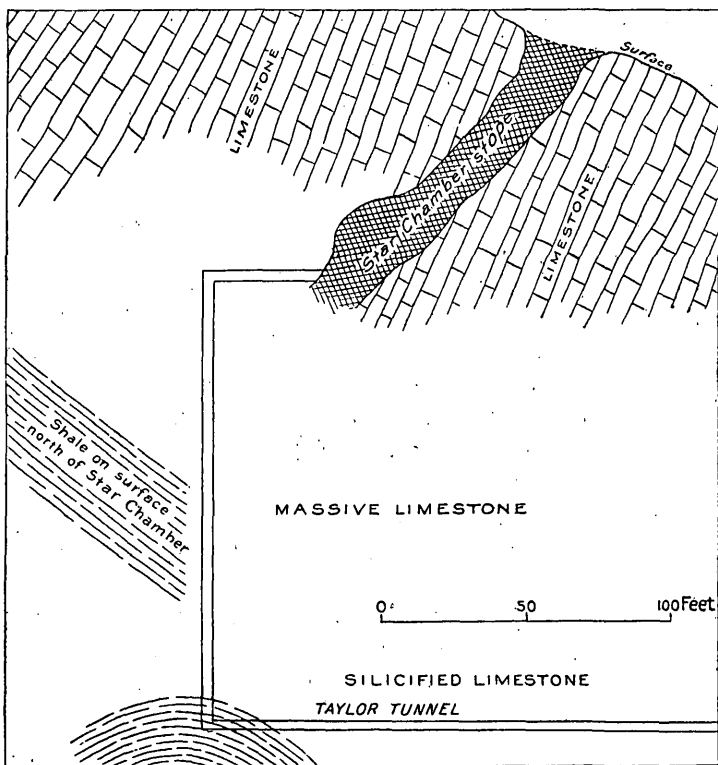 Surface
LIMESTONE
Star Chamber stope
LIMESTONE
Shale on surface
north of Star Chamber
MASSIVE LIMESTONE
0 50 100 Feet
SILICIFIED LIMESTONE
TAYLOR TUNNEL